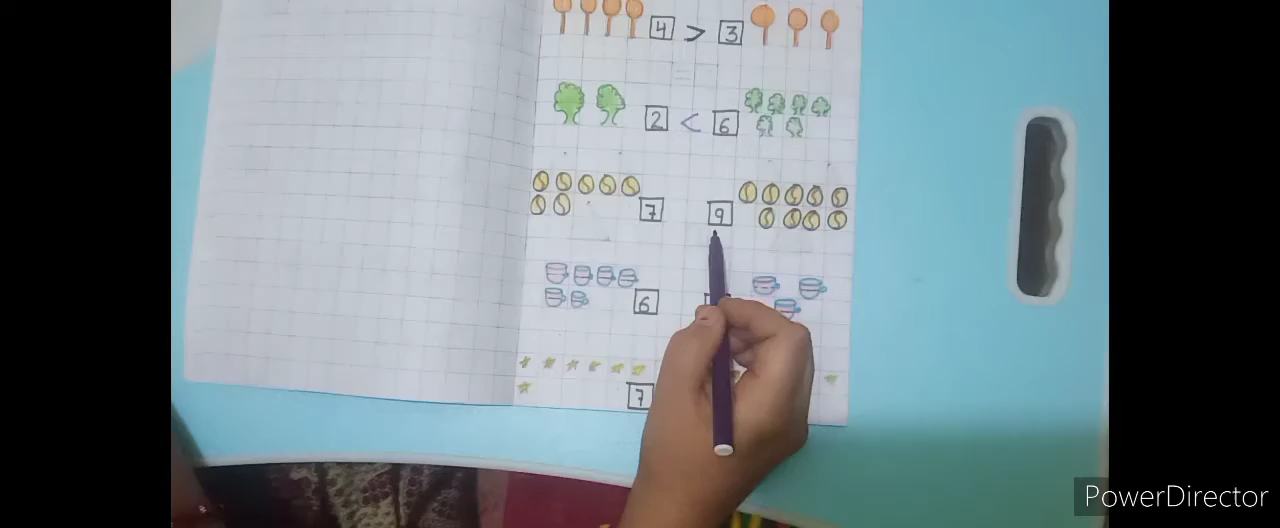 4 > 3
=
2 < 6
7 9
6
7
PowerDirector